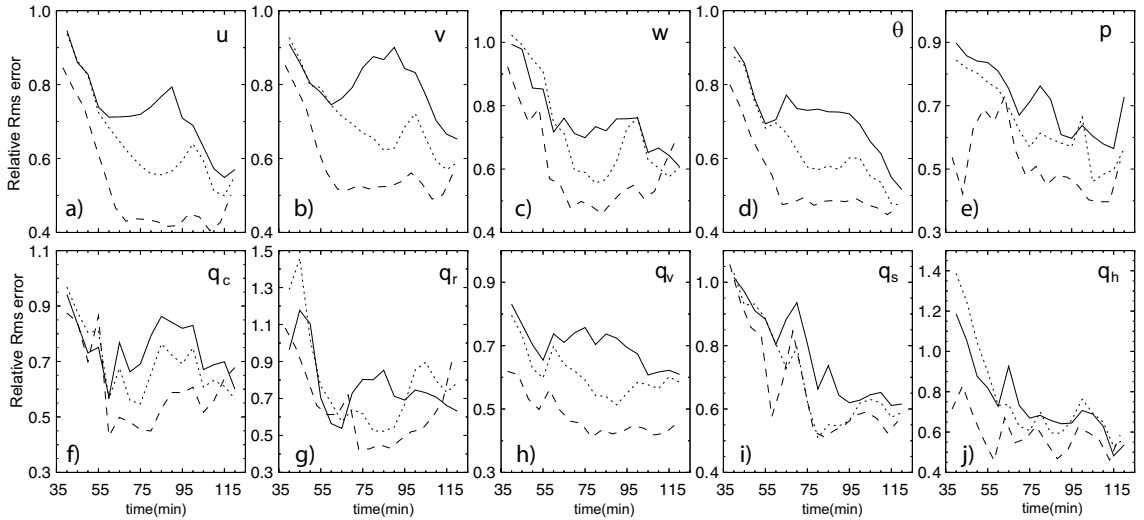 1.0 u 1.0 v 1.0 w 1.0 θ 1.0 p
0.8 0.8 0.8 0.8 0.9
0.6 0.6 0.6 0.6 0.7
0.5
0.4 0.4 0.4 0.4 0.3
Relative Rms error
a) b) c) d) e)
1.1 q c 1.5 q r 1.1 q v 1.1 q s q h
0.9 1.3 0.9 1.0 1.4
0.7 1.1 0.7 0.8 1.2
0.5 0.9 0.5 0.6 1.0
0.3 0.7 0.3 0.4 0.8
0.5 0.6
0.3 0.4
Relative Rms error
f) g) h) i) j)
35 55 75 95 115 35 55 75 95 115 35 55 75 95 115 35 55 75 95 115 35 55 75 95 115
time(min) time(min) time(min) time(min) time(min)